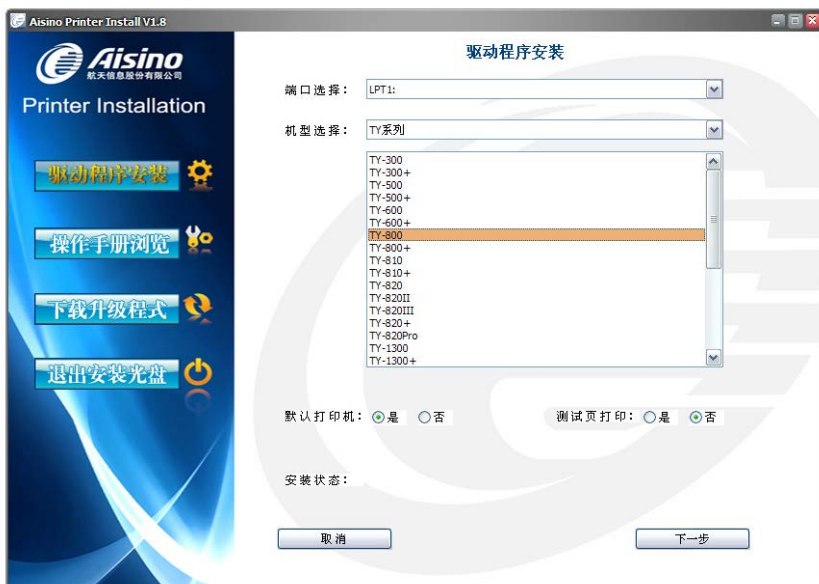 Aisino Printer Install V1.8
Aisino
航天信息股份有限公司
Printer Installation
驱动程序安装
操作手册浏览
下载升级程式
退出安装光盘
驱动程序安装
端口选择： LPT1:
机型选择： TY系列
TY-300
TY-300+
TY-500
TY-500+
TY-600
TY-600+
TY-800
TY-800+
TY-810
TY-810+
TY-820
TY-820II
TY-820III
TY-820+
TY-820Pro
TY-1300
TY-1300+
默认打印机： 是 否 测试页打印： 是 否
安装状态：
取消 下一步